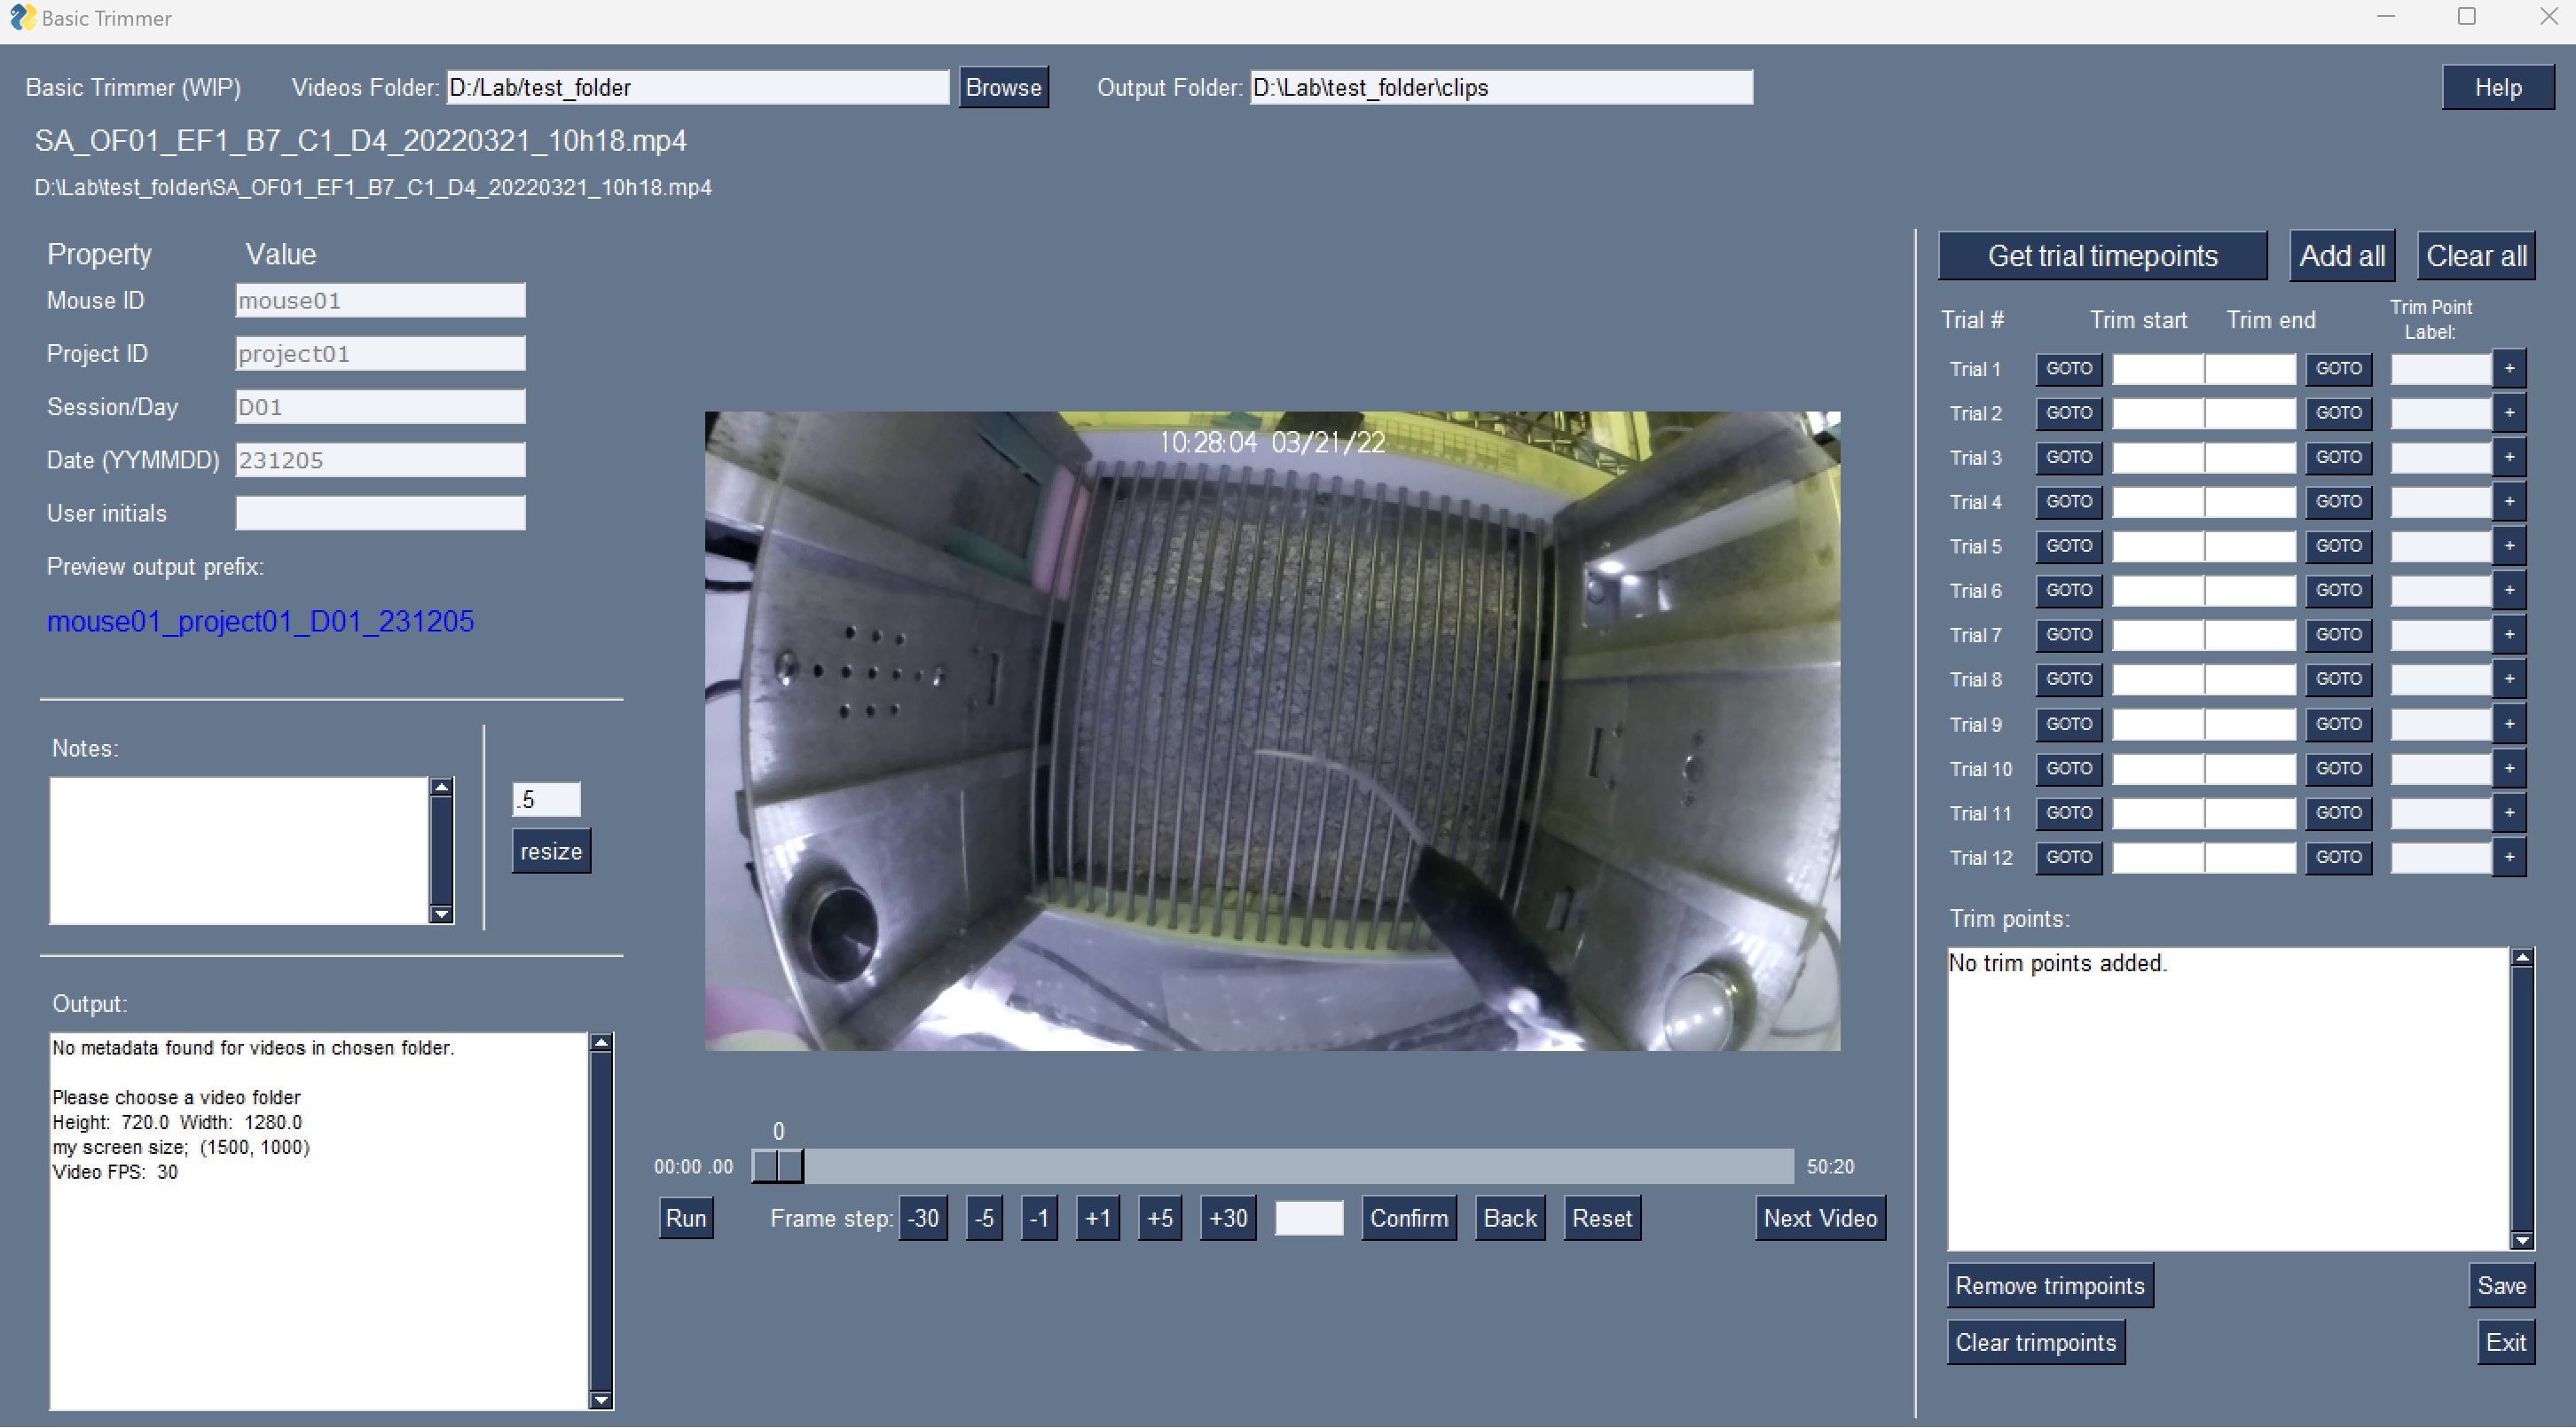 Basic Trimmer
Basic Trimmer (WIP) Videos Folder: D:/Lab/test_folder Browse Output Folder: D:\Lab\test_folder\clips Help
SA_OF01_EF1_B7_C1_D4_20220321_10h18.mp4
D:\Lab\test_folder\SA_OF01_EF1_B7_C1_D4_20220321_10h18.mp4
Property Value
Mouse ID mouse01
Project ID project01
Session/Day D01
Date (YYMMDD) 231205
User initials
Preview output prefix:
mouse01_project01_D01_231205
Notes:
.5
resize
Output:
No metadata found for videos in chosen folder.
Please choose a video folder
Height: 720.0 Width: 1280.0
my screen size; (1500, 1000)
Video FPS: 30
10:28:04 03/21/22
0
00:00 .00 50:20
Run Frame step: -30 -5 -1 +1 +5 +30 Confirm Back Reset Next Video
Get trial timepoints Add all Clear all
Trial # Trim start Trim end Trim Point
Label:
Trial 1 GOTO GOTO +
Trial 2 GOTO GOTO +
Trial 3 GOTO GOTO +
Trial 4 GOTO GOTO +
Trial 5 GOTO GOTO +
Trial 6 GOTO GOTO +
Trial 7 GOTO GOTO +
Trial 8 GOTO GOTO +
Trial 9 GOTO GOTO +
Trial 10 GOTO GOTO +
Trial 11 GOTO GOTO +
Trial 12 GOTO GOTO +
Trim points:
No trim points added.
Remove trimpoints Save
Clear trimpoints Exit